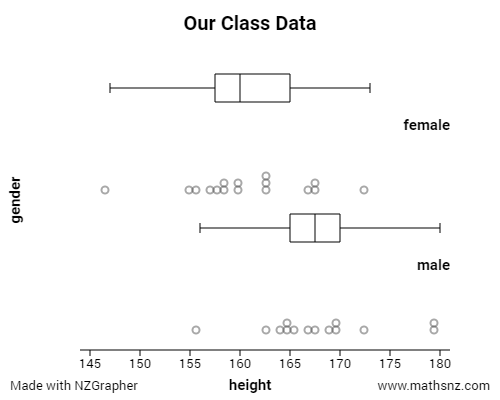 Our Class Data
female
gender
male
145 150 155 160 165 170 175 180
Made with NZGrapher height www.mathsnz.com